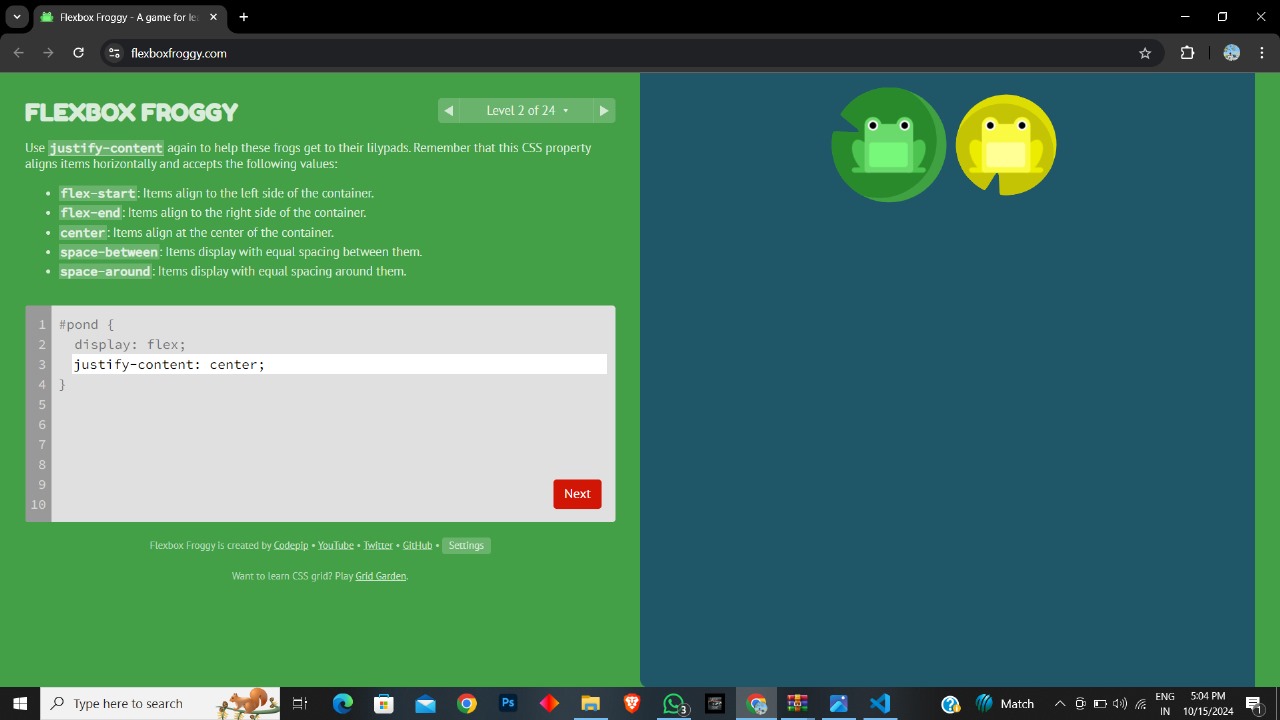 Flexbox Froggy - A game for le
flexboxfroggy.com
FLEXBOX FROGGY
Level 2 of 24
Use justify-content again to help these frogs get to their lilypads. Remember that this CSS property
aligns items horizontally and accepts the following values:
• flex-start: Items align to the left side of the container.
• flex-end: Items align to the right side of the container.
• center: Items align at the center of the container.
• space-between: Items display with equal spacing between them.
• space-around: Items display with equal spacing around them.
1 #pond {
2 display: flex;
3 justify-content: center;
4 }
5
6
7
8
9
10
Next
Flexbox Froggy is created by Codepip • YouTube • Twitter • GitHub • Settings
Want to learn CSS grid? Play Grid Garden.
Type here to search
Ps
3
Match
ENG
IN
5:04 PM
10/15/2024
1